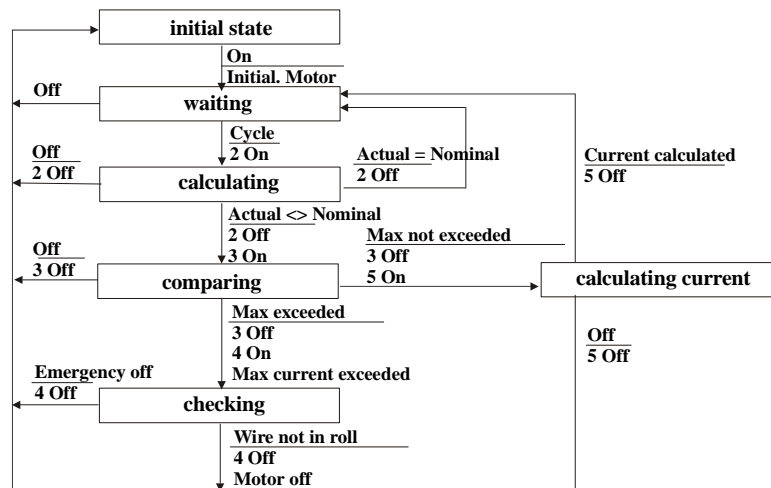 initial state
On
Initial. Motor
Off
waiting
Cycle
2 On
Off
2 Off
Actual = Nominal
2 Off
Current calculated
5 Off
calculating
Actual <> Nominal
2 Off
3 On
Off
3 Off
Max not exceeded
3 Off
5 On
comparing
calculating current
Max exceeded
3 Off
4 On
Max current exceeded
Off
5 Off
Emergency off
4 Off
checking
Wire not in roll
4 Off
Motor off